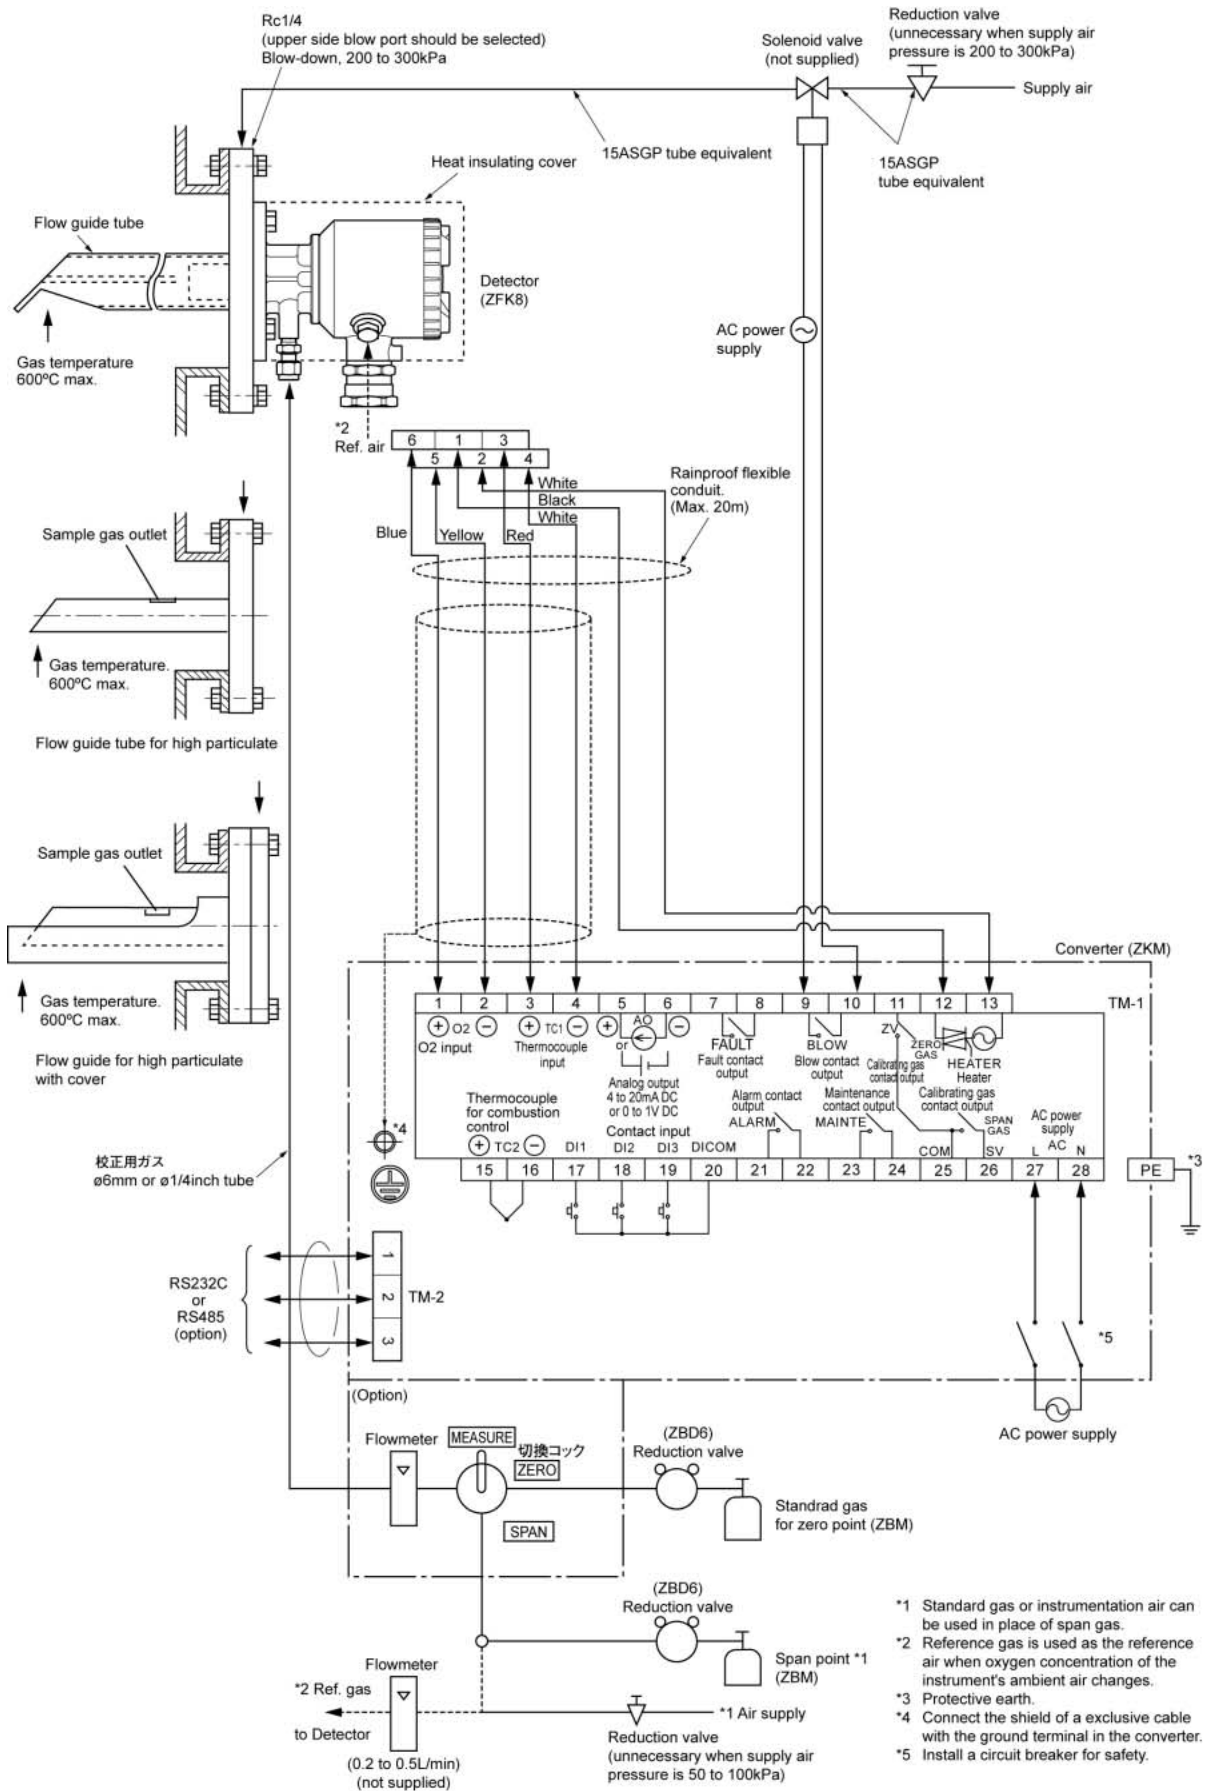 Rc1/4
(upper side blow port should be selected)
Blow-down, 200 to 300kPa
Solenoid valve
(not supplied)
Reduction valve
(unnecessary when supply air
pressure is 200 to 300kPa)
Supply air
15ASGP tube equivalent
15ASGP
tube equivalent
Heat insulating cover
Flow guide tube
Detector
(ZFK8)
AC power
supply
Gas temperature
600ºC max.
*2
Ref. air
6 1 3
5 2 4
White
Black
White
Blue
Yellow
Red
Rainproof flexible
conduit.
(Max. 20m)
Sample gas outlet
Gas temperature.
600ºC max.
Flow guide tube for high particulate
Sample gas outlet
Gas temperature.
600ºC max.
Flow guide for high particulate
with cover
Converter (ZKM)
1 2 3 4 5 6 7 8 9 10 11 12 13
TM-1
+ O2 −
O2 input
+ TC1 −
Thermocouple
input
+ AO −
or
Analog output
4 to 20mA DC
or 0 to 1V DC
FAULT
Fault contact
output
BLOW
Blow contact
output
ZV
ZERO
GAS
Calibrating gas
contact output
HEATER
Heater
Thermocouple
for combustion
control
+ TC2 −
Contact input
DI1 DI2 DI3 DICOM
Alarm contact
output
ALARM
Maintenance
contact output
MAINTE
Calibrating gas
contact output
SPAN
GAS
COM
SV
AC power
supply
AC
L N
15 16 17 18 19 20 21 22 23 24 25 26 27 28
PE
*3
*4
校正用ガス
ø6mm or ø1/4inch tube
RS232C
or
RS485
(option)
1
2
3
TM-2
*5
AC power supply
(Option)
Flowmeter
MEASURE
切換コック
ZERO
SPAN
(ZBD6)
Reduction valve
Standrad gas
for zero point (ZBM)
(ZBD6)
Reduction valve
Span point *1
(ZBM)
Flowmeter
*2 Ref. gas
to Detector
(0.2 to 0.5L/min)
(not supplied)
*1 Air supply
Reduction valve
(unnecessary when supply air
pressure is 50 to 100kPa)
*1 Standard gas or instrumentation air can
be used in place of span gas.
*2 Reference gas is used as the reference
air when oxygen concentration of the
instrument's ambient air changes.
*3 Protective earth.
*4 Connect the shield of a exclusive cable
with the ground terminal in the converter.
*5 Install a circuit breaker for safety.